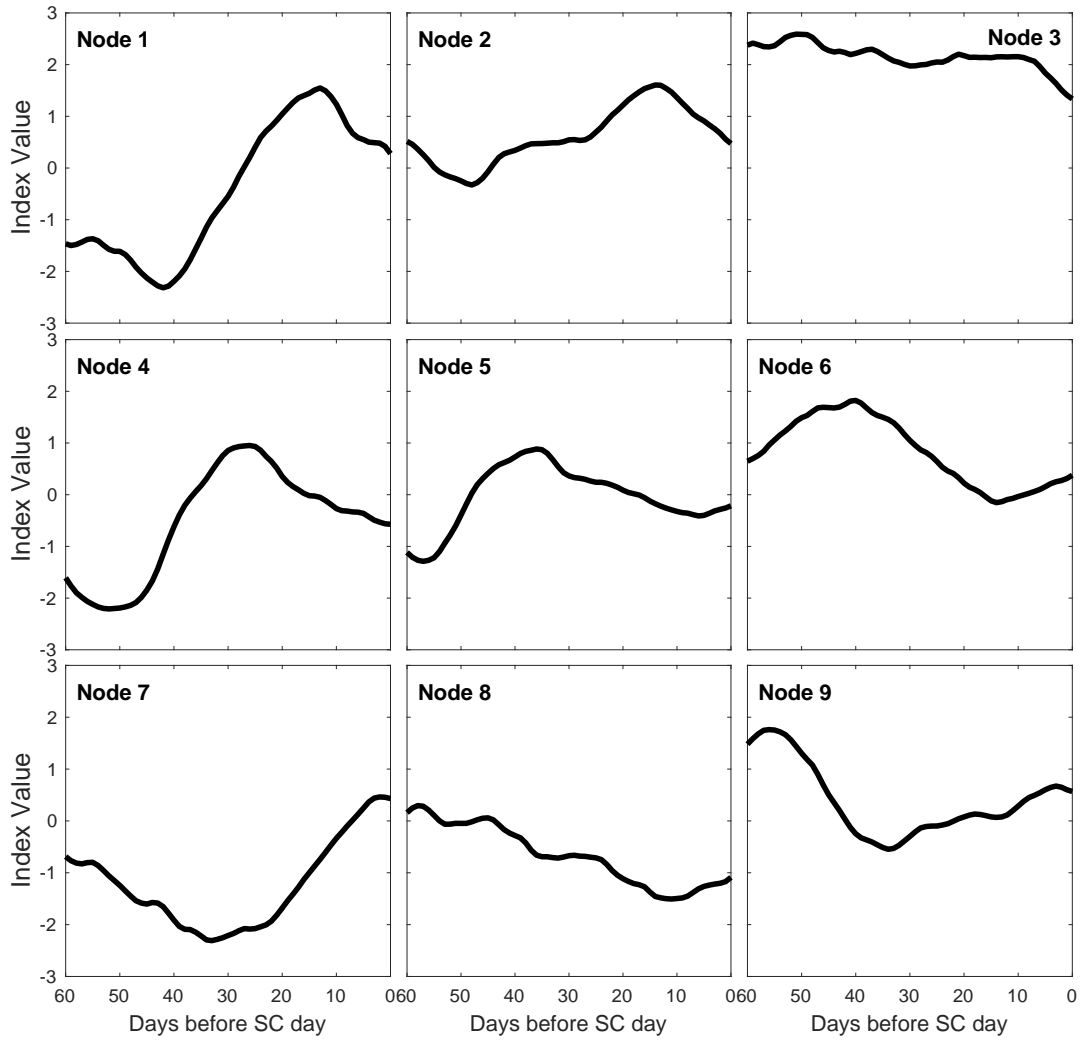 3 Node 1 Node 2 Node 3
2
1
0
-1
-2
-3
Index Value
3 Node 4 Node 5 Node 6
2
1
0
-1
-2
-3
Index Value
3 Node 7 Node 8 Node 9
2
1
0
-1
-2
-3
Index Value
60 50 40 30 20 10 060 50 40 30 20 10 060 50 40 30 20 10 0
Days before SC day Days before SC day Days before SC day